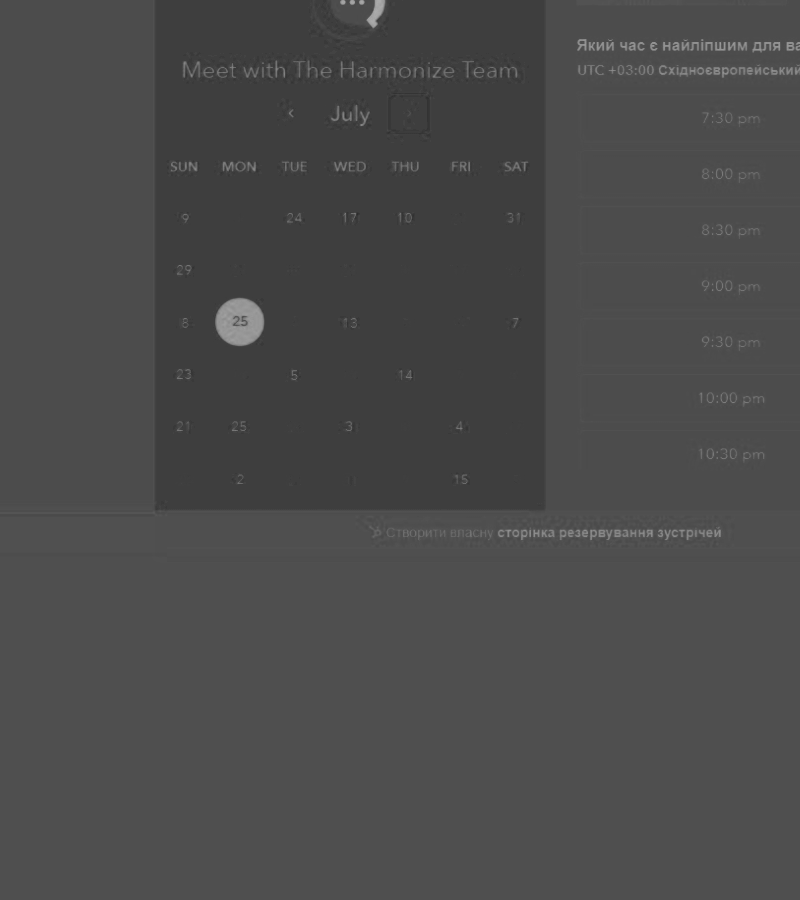 Meet with The Harmonize Team
July
SUN MON TUE WED THU FRI SAT
9 24 17 10 31
29
8 25 13 7
23 5 14
21 25 3 4
2 15
Який час є найліпшим для
UTC +03:00 Східноєвропейський
7:30 pm
8:00 pm
8:30 pm
9:00 pm
9:30 pm
10:00 pm
10:30 pm
Створити власну сторінка резервування зустрічей